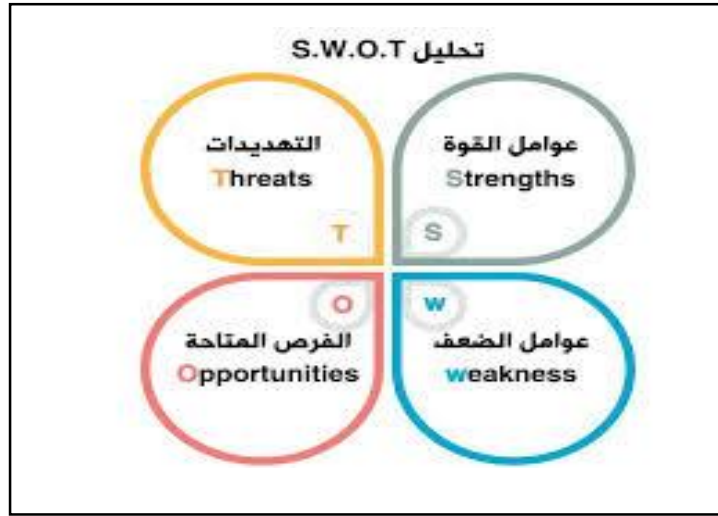 تحليل S.W.O.T
عوامل القوة
Strengths
S
التهديدات
Threats
T
عوامل الضعف
weakness
w
الفرص المتاحة
Opportunities
O